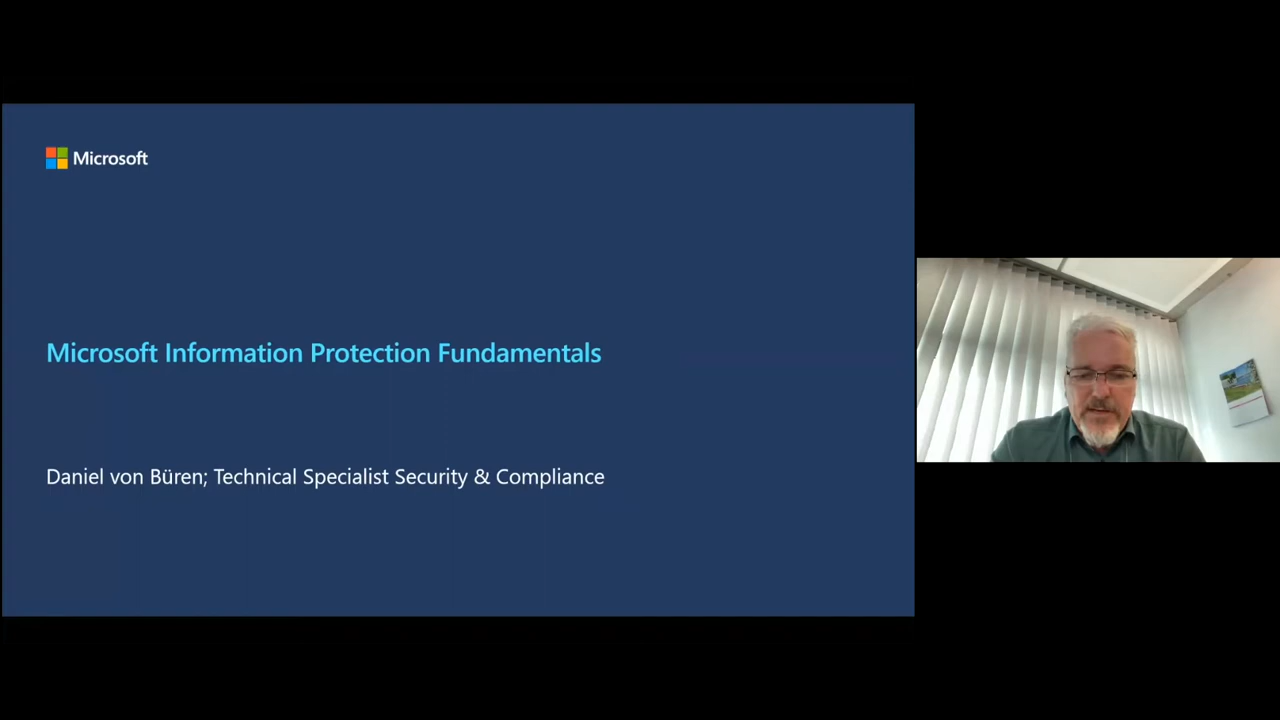 Microsoft
Microsoft Information Protection Fundamentals
Daniel von Büren; Technical Specialist Security & Compliance